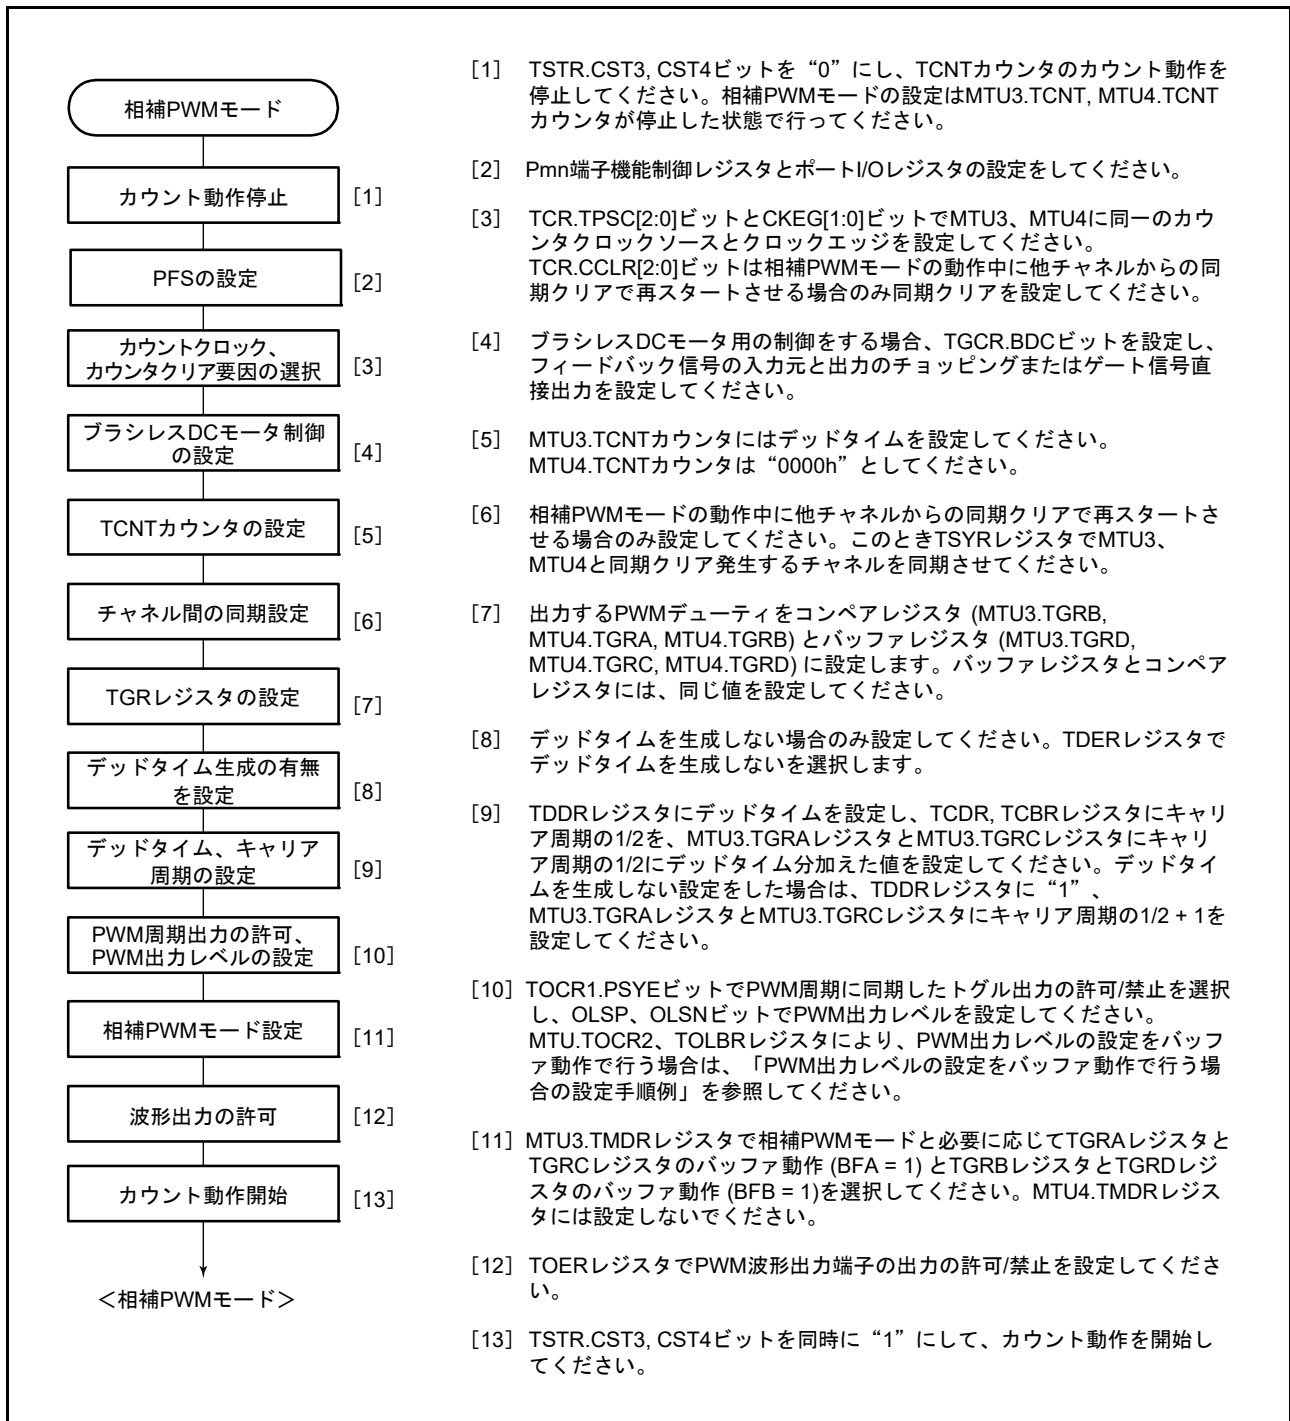 相補PWMモード
カウント動作停止 [1]
PFSの設定 [2]
カウントクロック、
カウンタクリア要因の選択 [3]
ブラシレスDCモータ制御
の設定 [4]
TCNTカウンタの設定 [5]
チャネル間の同期設定 [6]
TGRレジスタの設定 [7]
デッドタイム生成の有無
を設定 [8]
デッドタイム、キャリア
周期の設定 [9]
PWM周期出力の許可、
PWM出力レベルの設定 [10]
相補PWMモード設定 [11]
波形出力の許可 [12]
カウント動作開始 [13]
＜相補PWMモード＞
[1] TSTR.CST3, CST4ビットを“0”にし、TCNTカウンタのカウント動作を
停止してください。相補PWMモードの設定はMTU3.TCNT, MTU4.TCNT
カウンタが停止した状態で行ってください。
[2] Pmn端子機能制御レジスタとポートI/Oレジスタの設定をしてください。
[3] TCR.TPSC[2:0]ビットとCKEG[1:0]ビットでMTU3、MTU4に同一のカウ
ンタクロックソースとクロックエッジを設定してください。
TCR.CCLR[2:0]ビットは相補PWMモードの動作中に他チャネルからの同
期クリアで再スタートさせる場合のみ同期クリアを設定してください。
[4] ブラシレスDCモータ用の制御をする場合、TGCR.BDCビットを設定し、
フィードバック信号の入力元と出力のチョッピングまたはゲート信号直
接出力を設定してください。
[5] MTU3.TCNTカウンタにはデッドタイムを設定してください。
MTU4.TCNTカウンタは“0000h”としてください。
[6] 相補PWMモードの動作中に他チャネルからの同期クリアで再スタートさ
せる場合のみ設定してください。このときTSYRレジスタでMTU3、
MTU4と同期クリア発生するチャネルを同期させてください。
[7] 出力するPWMデューティをコンペアレジスタ (MTU3.TGRB,
MTU4.TGRA, MTU4.TGRB) とバッファレジスタ (MTU3.TGRD,
MTU4.TGRC, MTU4.TGRD) に設定します。バッファレジスタとコンペア
レジスタには、同じ値を設定してください。
[8] デッドタイムを生成しない場合のみ設定してください。TDERレジスタで
デッドタイムを生成しないを選択します。
[9] TDDRレジスタにデッドタイムを設定し、TCDR, TCBRレジスタにキャリ
ア周期の1/2を、MTU3.TGRAレジスタとMTU3.TGRCレジスタにキャリ
ア周期の1/2にデッドタイム分加えた値を設定してください。デッドタイ
ムを生成しない設定をした場合は、TDDRレジスタに“1”、
MTU3.TGRAレジスタとMTU3.TGRCレジスタにキャリア周期の1/2 + 1を
設定してください。
[10] TOCR1.PSYEビットでPWM周期に同期したトグル出力の許可/禁止を選択
し、OLSP、OLSNビットでPWM出力レベルを設定してください。
MTU.TOCR2、TOLBRレジスタにより、PWM出力レベルの設定をバッフ
ァ動作で行う場合は、「PWM出力レベルの設定をバッファ動作で行う場
合の設定手順例」を参照してください。
[11] MTU3.TMDRレジスタで相補PWMモードと必要に応じてTGRAレジスタと
TGRCレジスタのバッファ動作 (BFA = 1) とTGRBレジスタとTGRDレジ
スタのバッファ動作 (BFB = 1)を選択してください。MTU4.TMDRレジス
タには設定しないでください。
[12] TOERレジスタでPWM波形出力端子の出力の許可/禁止を設定してくださ
い。
[13] TSTR.CST3, CST4ビットを同時に“1”にして、カウント動作を開始し
てください。